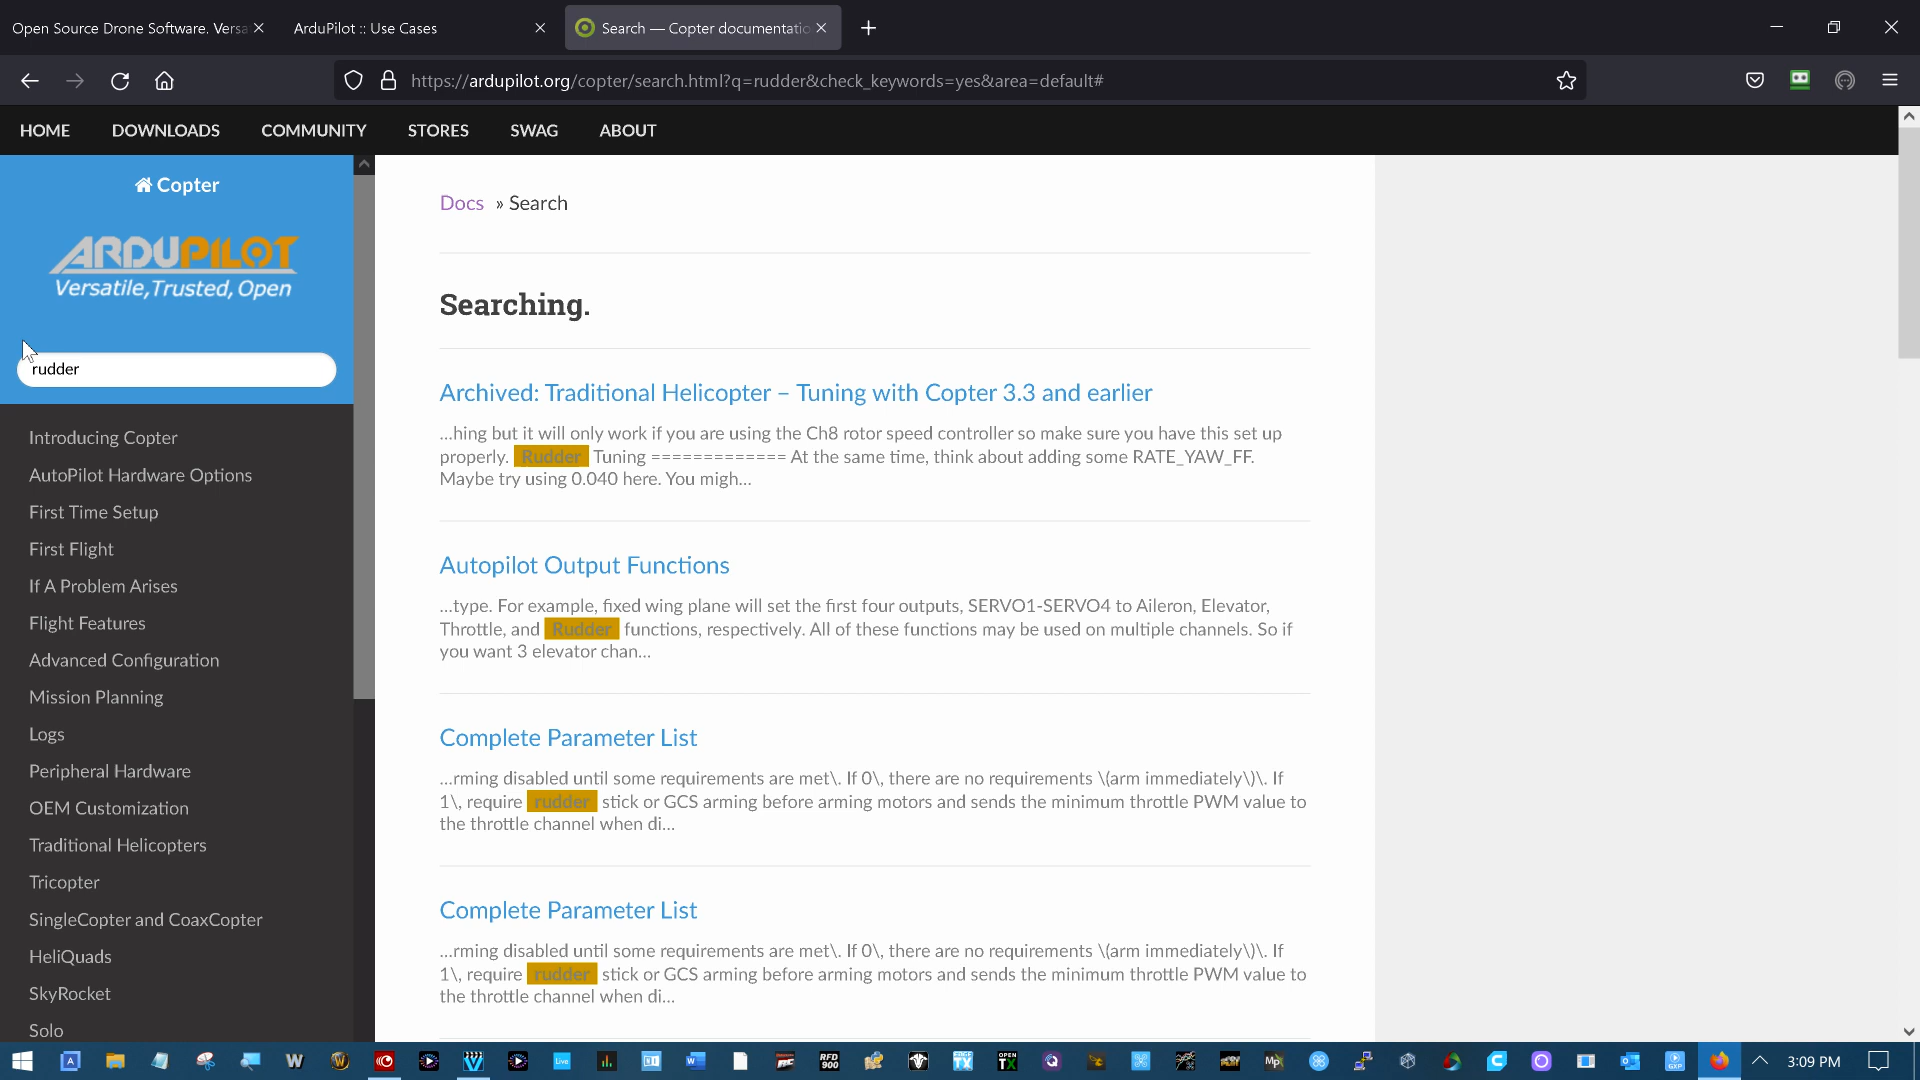 Open Source Drone Software. Versa
ArduPilot :: Use Cases
Search — Copter documentatio
https://ardupilot.org/copter/search.html?q=rudder&check_keywords=yes&area=default#
HOME DOWNLOADS COMMUNITY STORES SWAG ABOUT
Copter
ARDUPILOT
Versatile,Trusted, Open
rudder
Introducing Copter
AutoPilot Hardware Options
First Time Setup
First Flight
If A Problem Arises
Flight Features
Advanced Configuration
Mission Planning
Logs
Peripheral Hardware
OEM Customization
Traditional Helicopters
Tricopter
SingleCopter and CoaxCopter
HeliQuads
SkyRocket
Solo
Docs » Search
Searching.
Archived: Traditional Helicopter – Tuning with Copter 3.3 and earlier
...hing but it will only work if you are using the Ch8 rotor speed controller so make sure you have this set up
properly. Rudder Tuning ============= At the same time, think about adding some RATE_YAW_FF.
Maybe try using 0.040 here. You migh...
Autopilot Output Functions
...type. For example, fixed wing plane will set the first four outputs, SERVO1-SERVO4 to Aileron, Elevator,
Throttle, and Rudder functions, respectively. All of these functions may be used on multiple channels. So if
you want 3 elevator chan...
Complete Parameter List
...rming disabled until some requirements are met\. If 0\, there are no requirements \(arm immediately\)\. If
1\, require rudder stick or GCS arming before arming motors and sends the minimum throttle PWM value to
the throttle channel when di...
Complete Parameter List
...rming disabled until some requirements are met\. If 0\, there are no requirements \(arm immediately\)\. If
1\, require rudder stick or GCS arming before arming motors and sends the minimum throttle PWM value to
the throttle channel when di...
3:09 PM